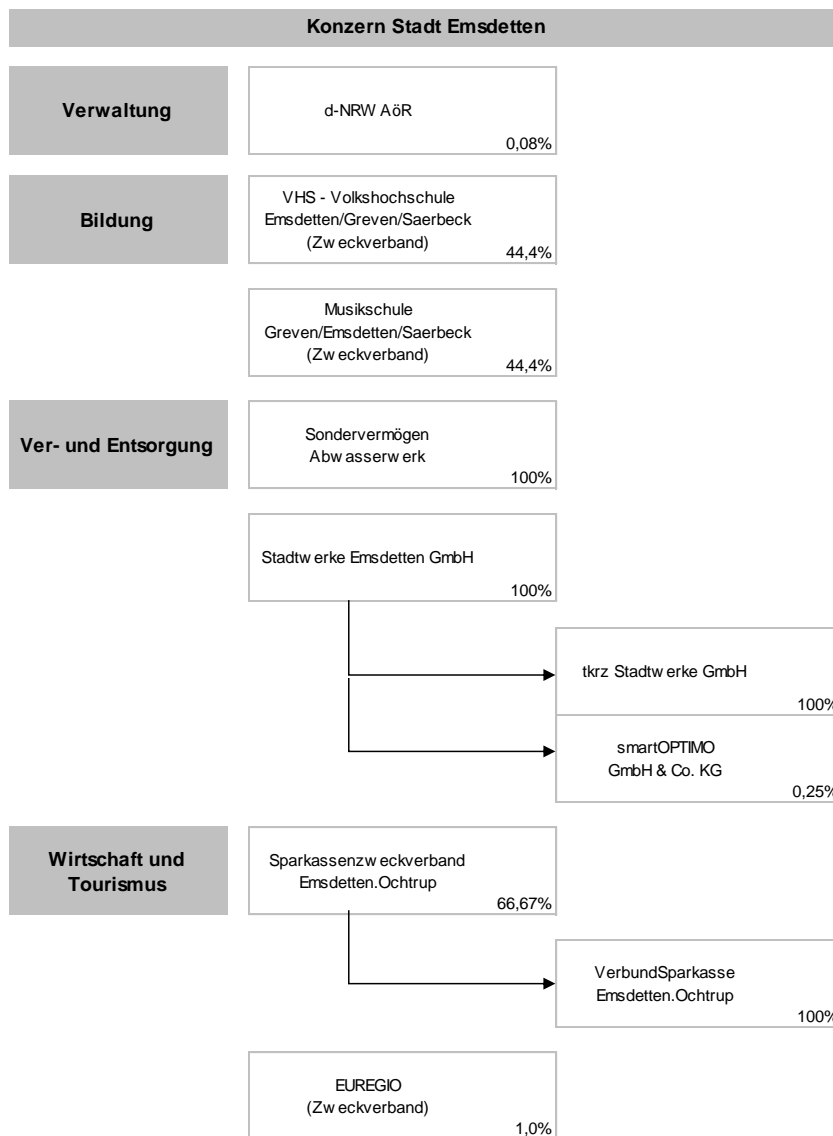 Konzern Stadt Emsdetten
Verwaltung
d-NRW AöR
0,08%
Bildung
VHS - Volkshochschule
Emsdetten/Greven/Saerbeck
(Zweckverband)
44,4%
Musikschule
Greven/Emsdetten/Saerbeck
(Zweckverband)
44,4%
Ver- und Entsorgung
Sondervermögen
Abwasserwerk
100%
Stadtwerke Emsdetten GmbH
100%
tkrz Stadtwerke GmbH
100%
smartOPTIMO
GmbH & Co. KG
0,25%
Wirtschaft und
Tourismus
Sparkassenzweckverband
Emsdetten.Ochtrup
66,67%
VerbundSparkasse
Emsdetten.Ochtrup
100%
EUREGIO
(Zweckverband)
1,0%